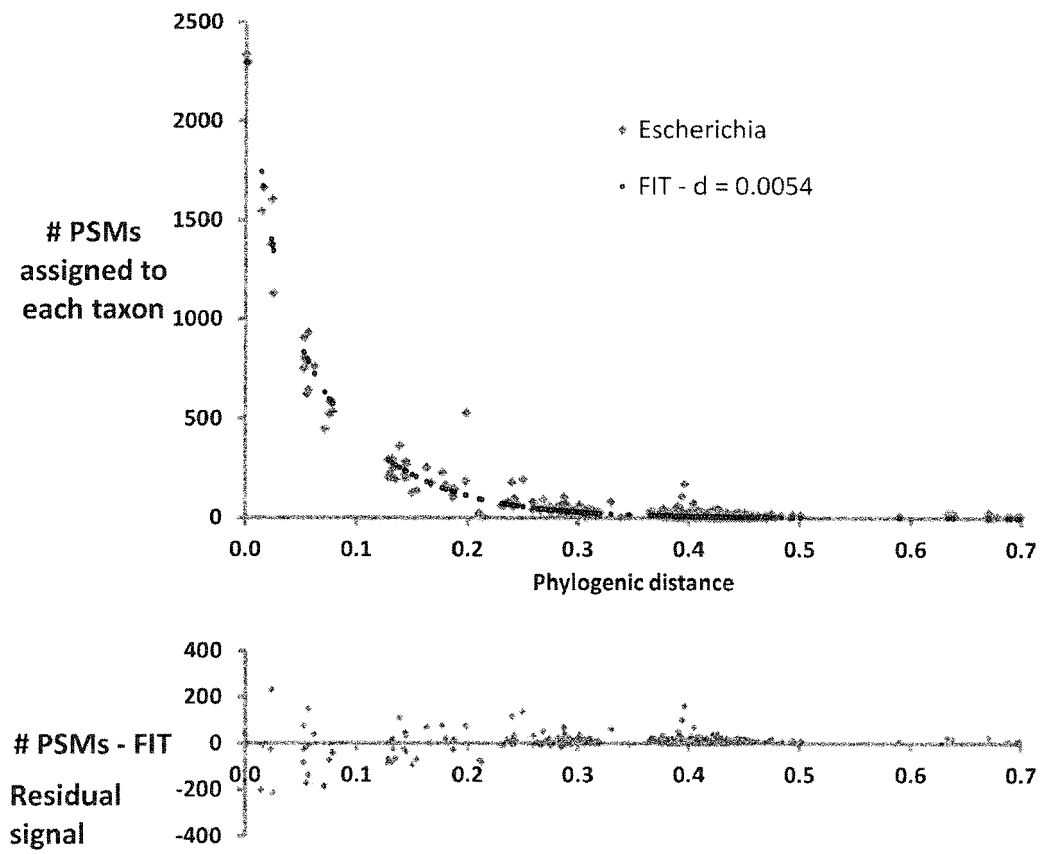 2500
2000
1500
1000
500
0
# PSMs
assigned to
each taxon
Escherichia
FIT - d = 0.0054
0.0 0.1 0.2 0.3 0.4 0.5 0.6 0.7
Phylogenic distance
400
200
0
-200
-400
# PSMs - FIT
Residual
signal
0.0 0.1 0.2 0.3 0.4 0.5 0.6 0.7